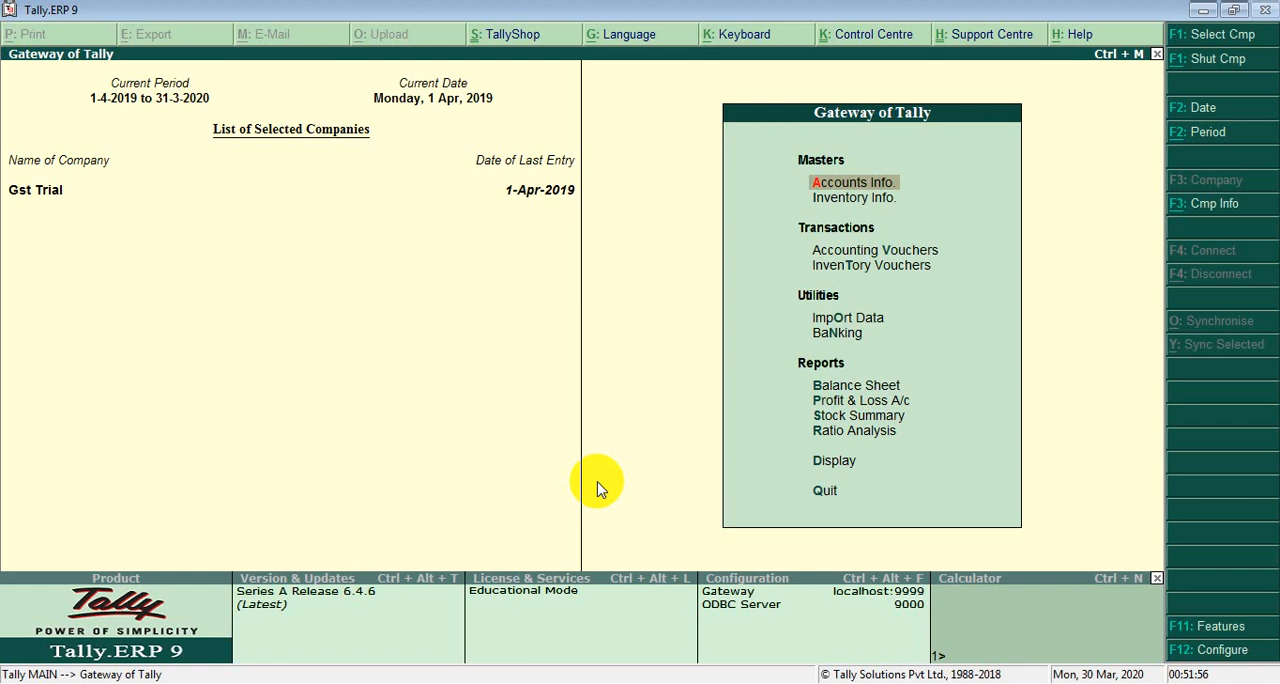 Tally.ERP 9
P: Print
E: Export
M: E-Mail
O: Upload
S: TallyShop
G: Language
K: Keyboard
K: Control Centre
H: Support Centre
H: Help
F1: Select Cmp
F1: Shut Cmp
F2: Date
F2: Period
F3: Company
F3: Cmp Info
F4: Connect
F4: Disconnect
O: Synchronise
Y: Sync Selected
F11: Features
F12: Configure
Gateway of Tally
Ctrl + M
Current Period
1-4-2019 to 31-3-2020
Current Date
Monday, 1 Apr, 2019
List of Selected Companies
Name of Company
Date of Last Entry
Gst Trial
1-Apr-2019
Gateway of Tally
Masters
Accounts Info.
Inventory Info.
Transactions
Accounting Vouchers
InvenTory Vouchers
Utilities
ImpOrt Data
BaNking
Reports
Balance Sheet
Profit & Loss A/c
Stock Summary
Ratio Analysis
Display
Quit
Product
Tally
POWER OF SIMPLICITY
Tally.ERP 9
Version & Updates
Ctrl + Alt + T
Series A Release 6.4.6
(Latest)
License & Services
Ctrl + Alt + L
Educational Mode
Configuration
Ctrl + Alt + F
Gateway
localhost:9999
ODBC Server
9000
Calculator
Ctrl + N
1>
Tally MAIN --> Gateway of Tally
© Tally Solutions Pvt Ltd., 1988-2018
Mon, 30 Mar, 2020
00:51:56